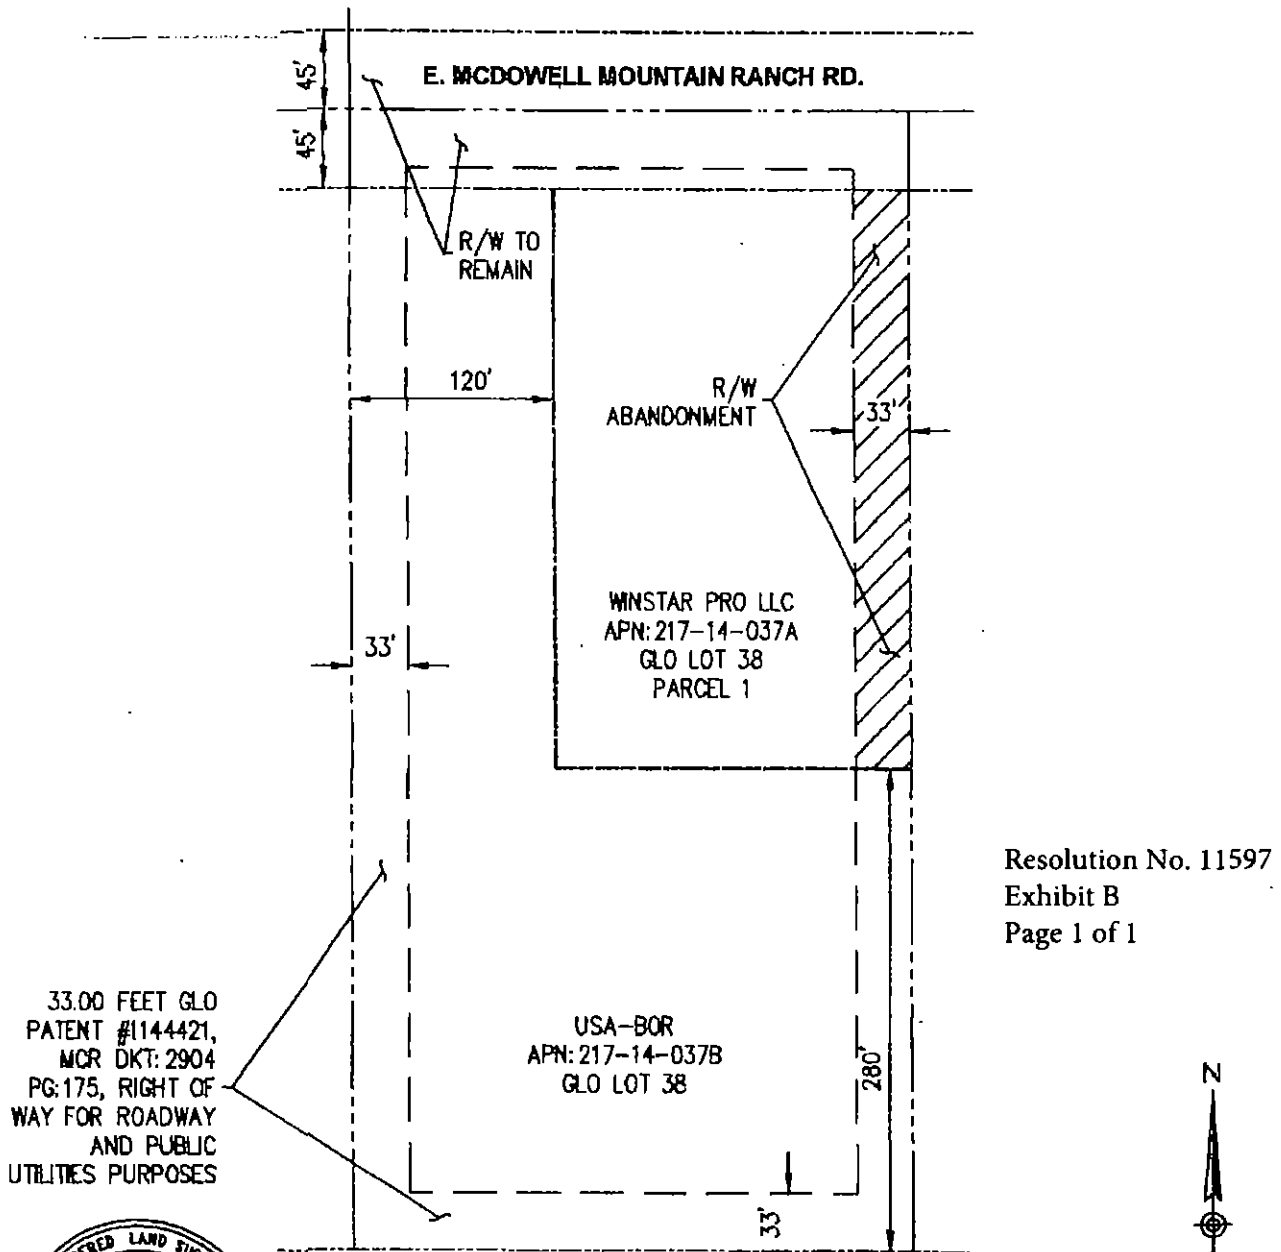 E. MCDOWELL MOUNTAIN RANCH RD.
45'
45'
R/W TO
REMAIN
120'
R/W
ABANDONMENT
33'
WINSTAR PRO LLC
APN: 217-14-037A
GLO LOT 38
PARCEL 1
33'
Resolution No. 11597
Exhibit B
Page 1 of 1
33.00 FEET GLO
PATENT #1144421,
MCR DKT: 2904
PG: 175, RIGHT OF
WAY FOR ROADWAY
AND PUBLIC
UTILITIES PURPOSES
USA-BOR
APN: 217-14-037B
GLO LOT 38
280'
33'
N
LAND